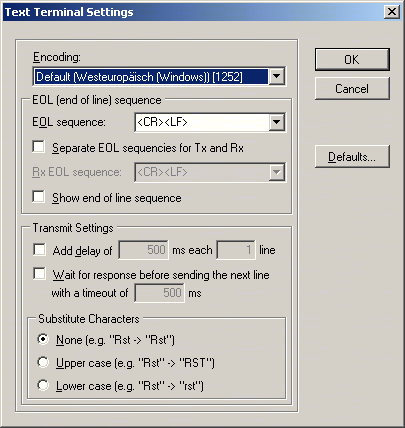 Text Terminal Settings
Encoding:
Default (Westeuropäisch (Windows)) [1252]
OK
Cancel
EOL (end of line) sequence
EOL sequence: <CR><LF>
Separate EOL sequencies for Tx and Rx
Rx EOL sequence: <CR><LF>
Defaults...
Show end of line sequence
Transmit Settings
Add delay of 500 ms each 1 line
Wait for response before sending the next line
with a timeout of 500 ms
Substitute Characters
None (e.g. "Rst -> "Rst")
Upper case (e.g. "Rst" -> "RST")
Lower case (e.g. "Rst" -> "rst")